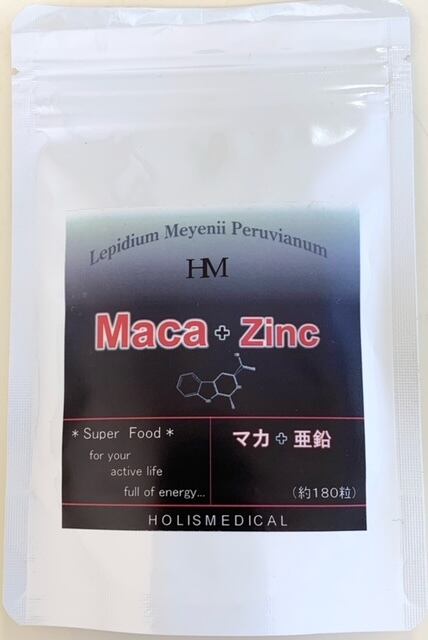 Lepidium Meyenii Peruvianum
HM
Maca + Zinc
* Super Food *
for your
active life
full of energy...
マカ + 亜鉛
(約180粒)
HOLISMEDICAL